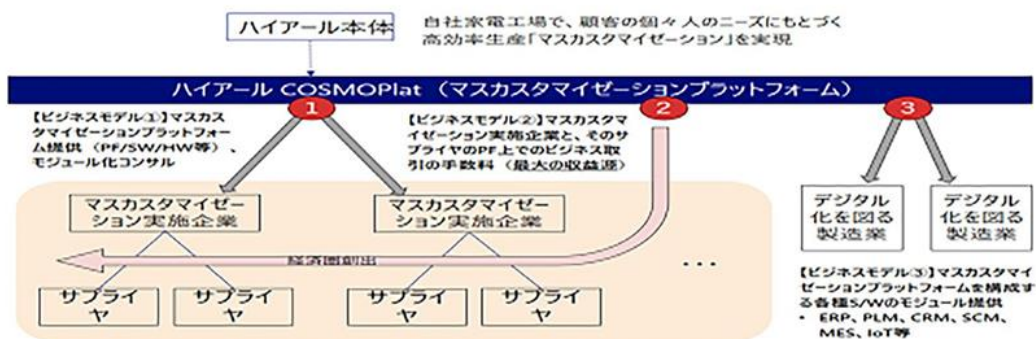 ハイアール本体
自社家電工場で、顧客の個々人のニーズにもとづく
高効率生産「マスカスタマイゼーション」を実現
ハイアール COSMOPlat （マスカスタマイゼーションプラットフォーム）
1
2
3
【ビジネスモデル①】マスカス
タマイゼーションプラットフォー
ム提供（PF/SW/HW等）、
モジュール化コンサル
【ビジネスモデル②】マスカスタマ
イゼーション実施企業と、そのサ
プライヤのPF上でのビジネス取
引の手数料（最大の収益源）
マスカスタマイゼー
ション実施企業
マスカスタマイゼー
ション実施企業
デジタル
化を図る
製造業
デジタル
化を図る
製造業
経済圏創出
・・・
サプライ
ヤ
サプライ
ヤ
サプライ
ヤ
サプライ
ヤ
【ビジネスモデル③】マスカスタマイ
ゼーションプラットフォームを構成す
る各種S/Wのモジュール提供
• ERP、PLM、CRM、SCM、
MES、IoT等